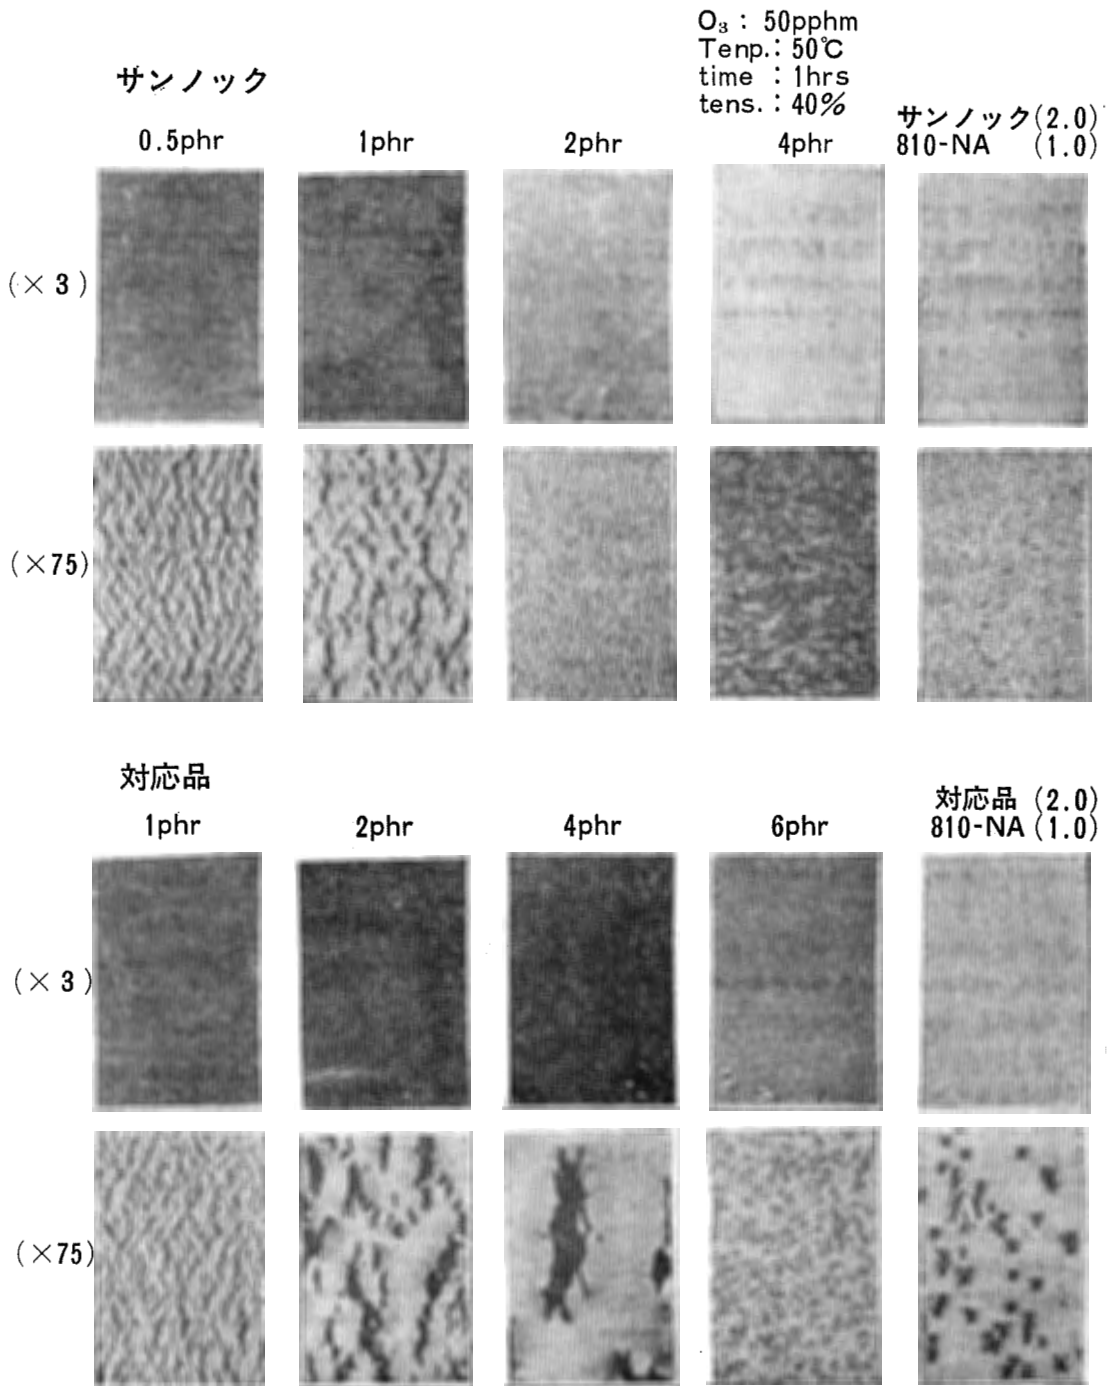 O₃ : 50pphm
Tenp.: 50℃
time : 1hrs
tens. : 40%
サンノック
0.5phr
1phr
2phr
4phr
サンノック(2.0)
810-NA (1.0)
(× 3 )
(×75)
対応品
1phr
2phr
4phr
6phr
対応品 (2.0)
810-NA (1.0)
(× 3 )
(×75)